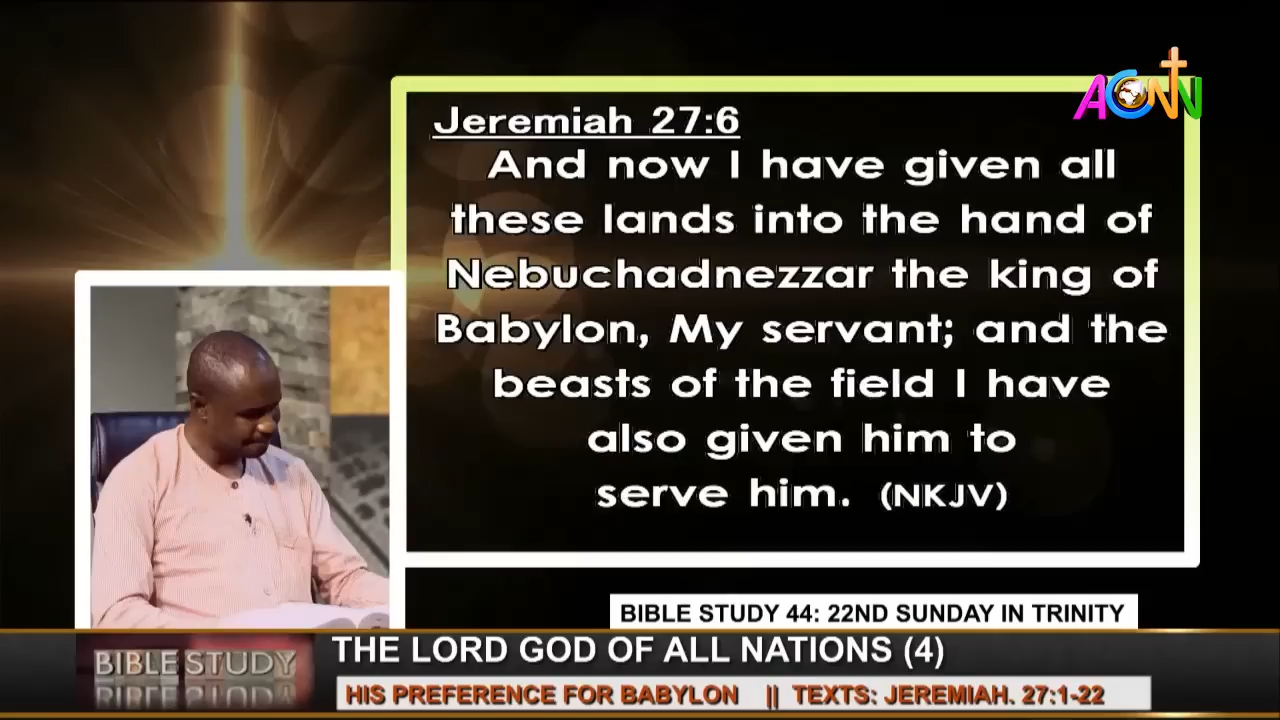 ACNN
Jeremiah 27:6
And now I have given all
these lands into the hand of
Nebuchadnezzar the king of
Babylon, My servant; and the
beasts of the field I have
also given him to
serve him. (NKJV)
BIBLE STUDY 44: 22ND SUNDAY IN TRINITY
BIBLE STUDY
THE LORD GOD OF ALL NATIONS (4)
HIS PREFERENCE FOR BABYLON || TEXTS: JEREMIAH. 27:1-22